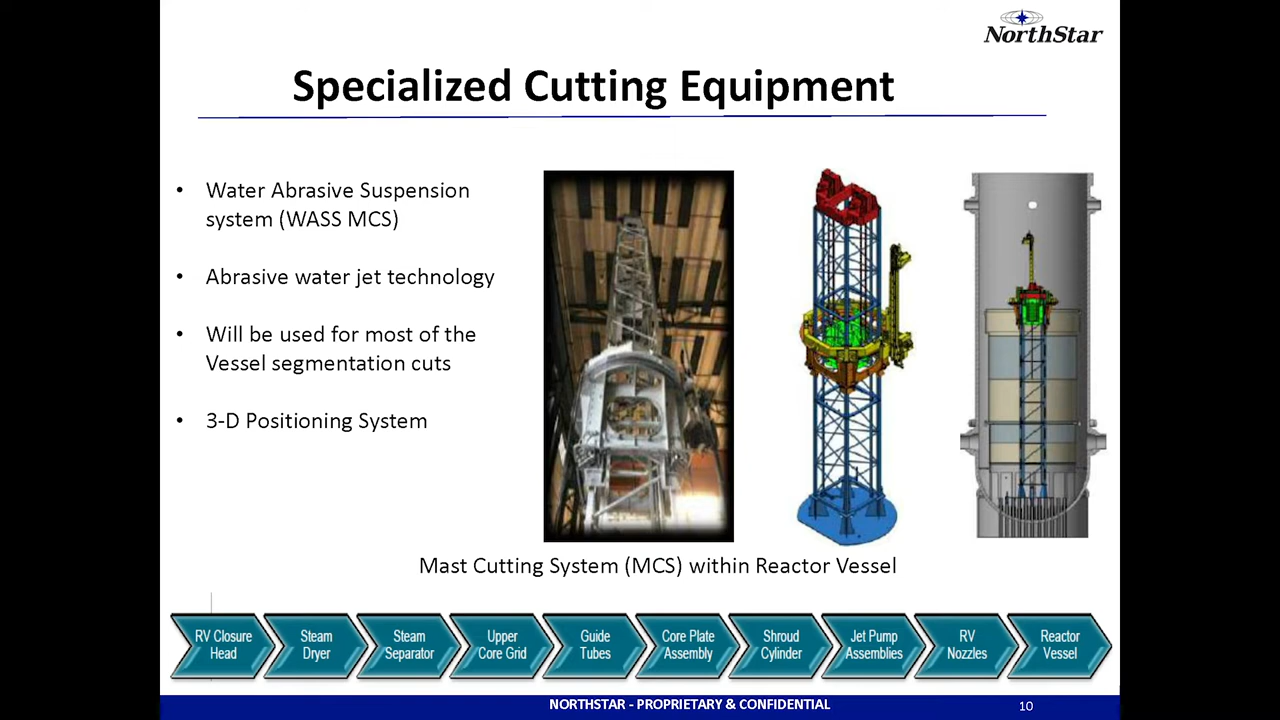 NorthStar
Specialized Cutting Equipment
• Water Abrasive Suspension
system (WASS MCS)
• Abrasive water jet technology
• Will be used for most of the
Vessel segmentation cuts
• 3-D Positioning System
Mast Cutting System (MCS) within Reactor Vessel
RV Closure
Head
Steam
Dryer
Steam
Separator
Upper
Core Grid
Guide
Tubes
Core Plate
Assembly
Shroud
Cylinder
Jet Pump
Assemblies
RV
Nozzles
Reactor
Vessel
NORTHSTAR - PROPRIETARY & CONFIDENTIAL
10